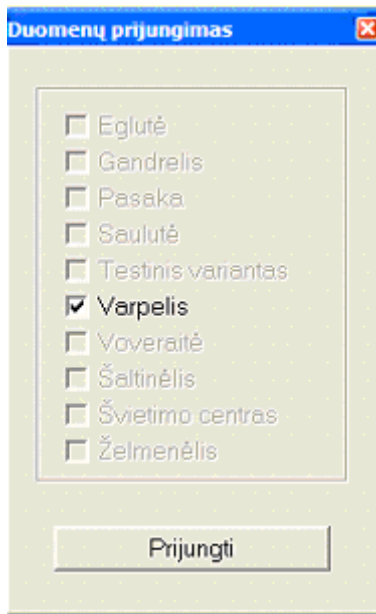 Duomenų prijungimas
Eglutė
Gandrelis
Pasaka
Saulutė
Testinis variantas
Varpelis
Voveraitė
Šaltinėlis
Švietimo centras
Želmenėlis
Prijungti